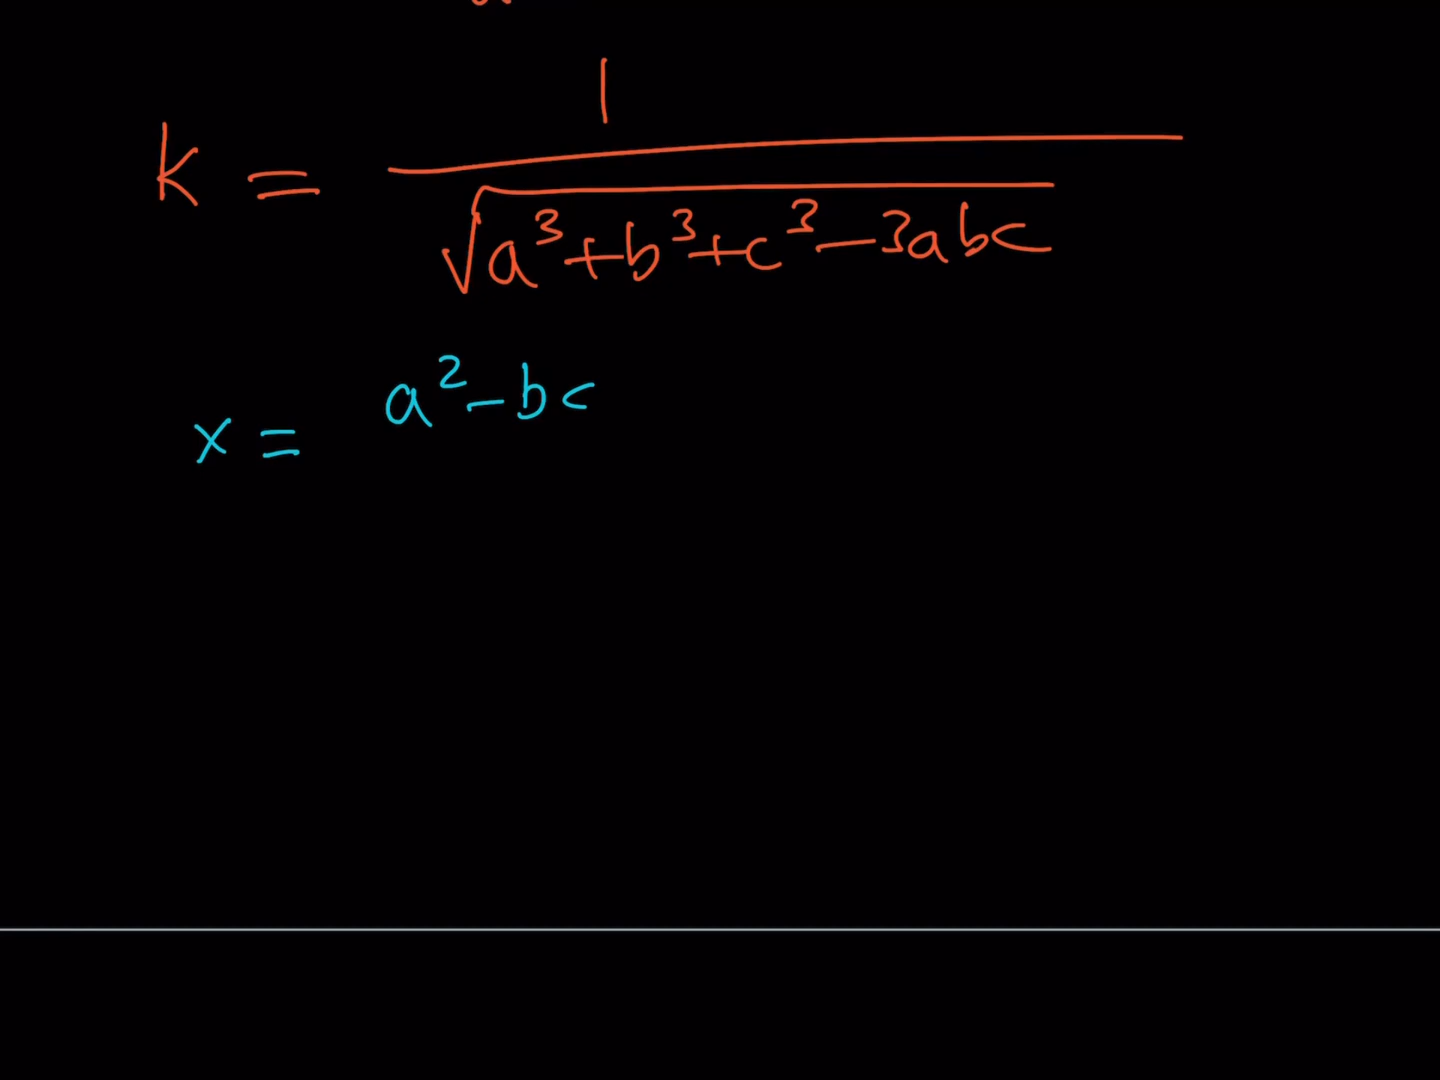 k = 1 / √(a³+b³+c³−3abc)
x = a²−bc